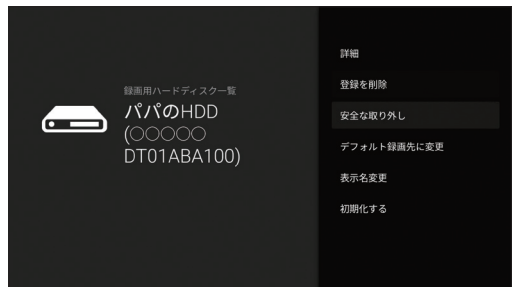 録画用ハードディスク一覧
パパのHDD
(○○○○○
DT01ABA100)
詳細
登録を削除
安全な取り外し
デフォルト録画先に変更
表示名変更
初期化する